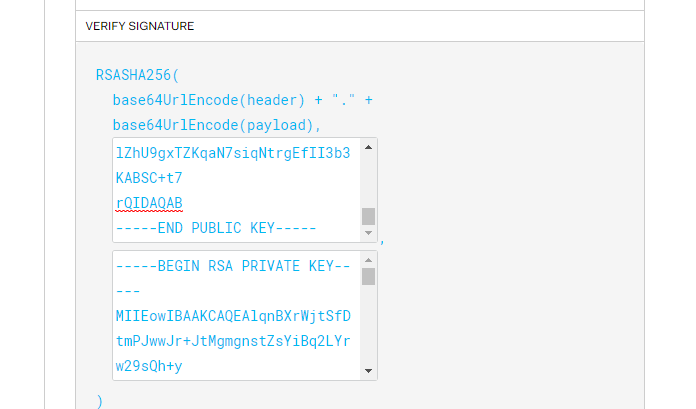 VERIFY SIGNATURE
RSASHA256(
base64UrlEncode(header) + "." +
base64UrlEncode(payload),
lZhU9gxTZKqaN7siqNtrgEfII3b3
KABSC+t7
rQIDAQAB
-----END PUBLIC KEY-----
,
-----BEGIN RSA PRIVATE KEY--
---
MIIEowIBAAKCAQEAlqnBXrWjtSfD
tmPJwwJr+JtMgmgnstZsYiBq2LYr
w29sQh+y
)